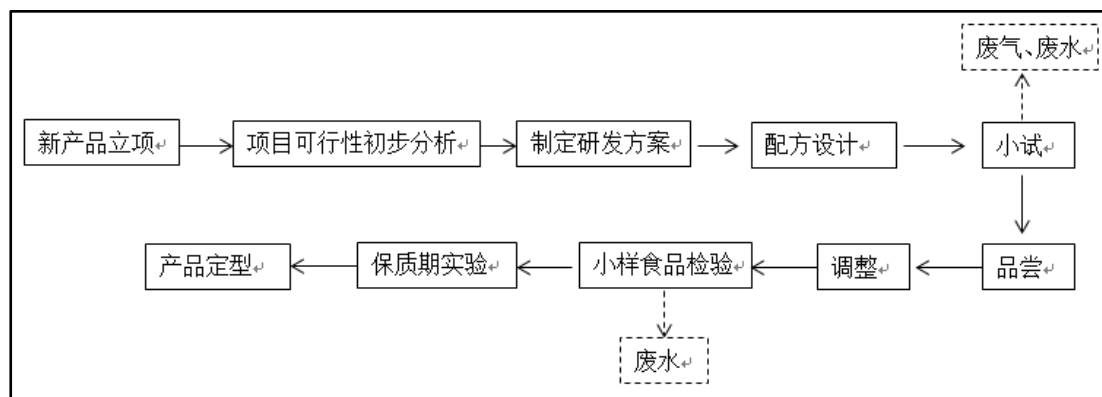 废气、废水
新产品立项
项目可行性初步分析
制定研发方案
配方设计
小试
产品定型
保质期实验
小样食品检验
调整
品尝
废水